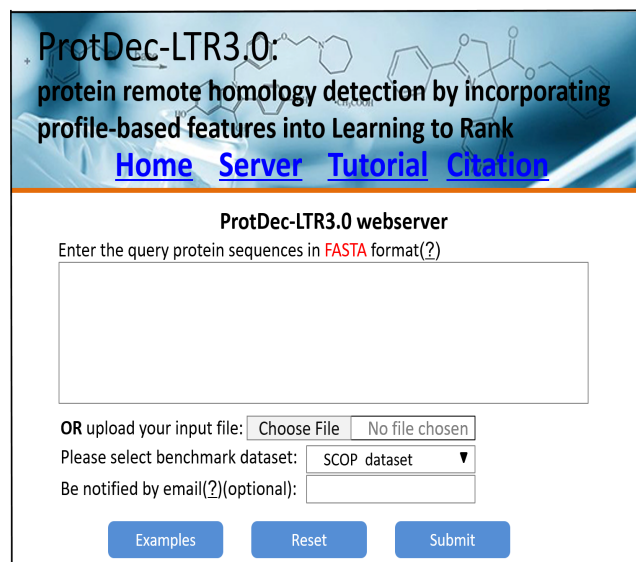 ProtDec-LTR3.0:
protein remote homology detection by incorporating
profile-based features into Learning to Rank
Home Server Tutorial Citation
ProtDec-LTR3.0 webserver
Enter the query protein sequences in FASTA format(?)
OR upload your input file: Choose File No file chosen
Please select benchmark dataset: SCOP dataset ▼
Be notified by email(?)(optional):
Examples Reset Submit